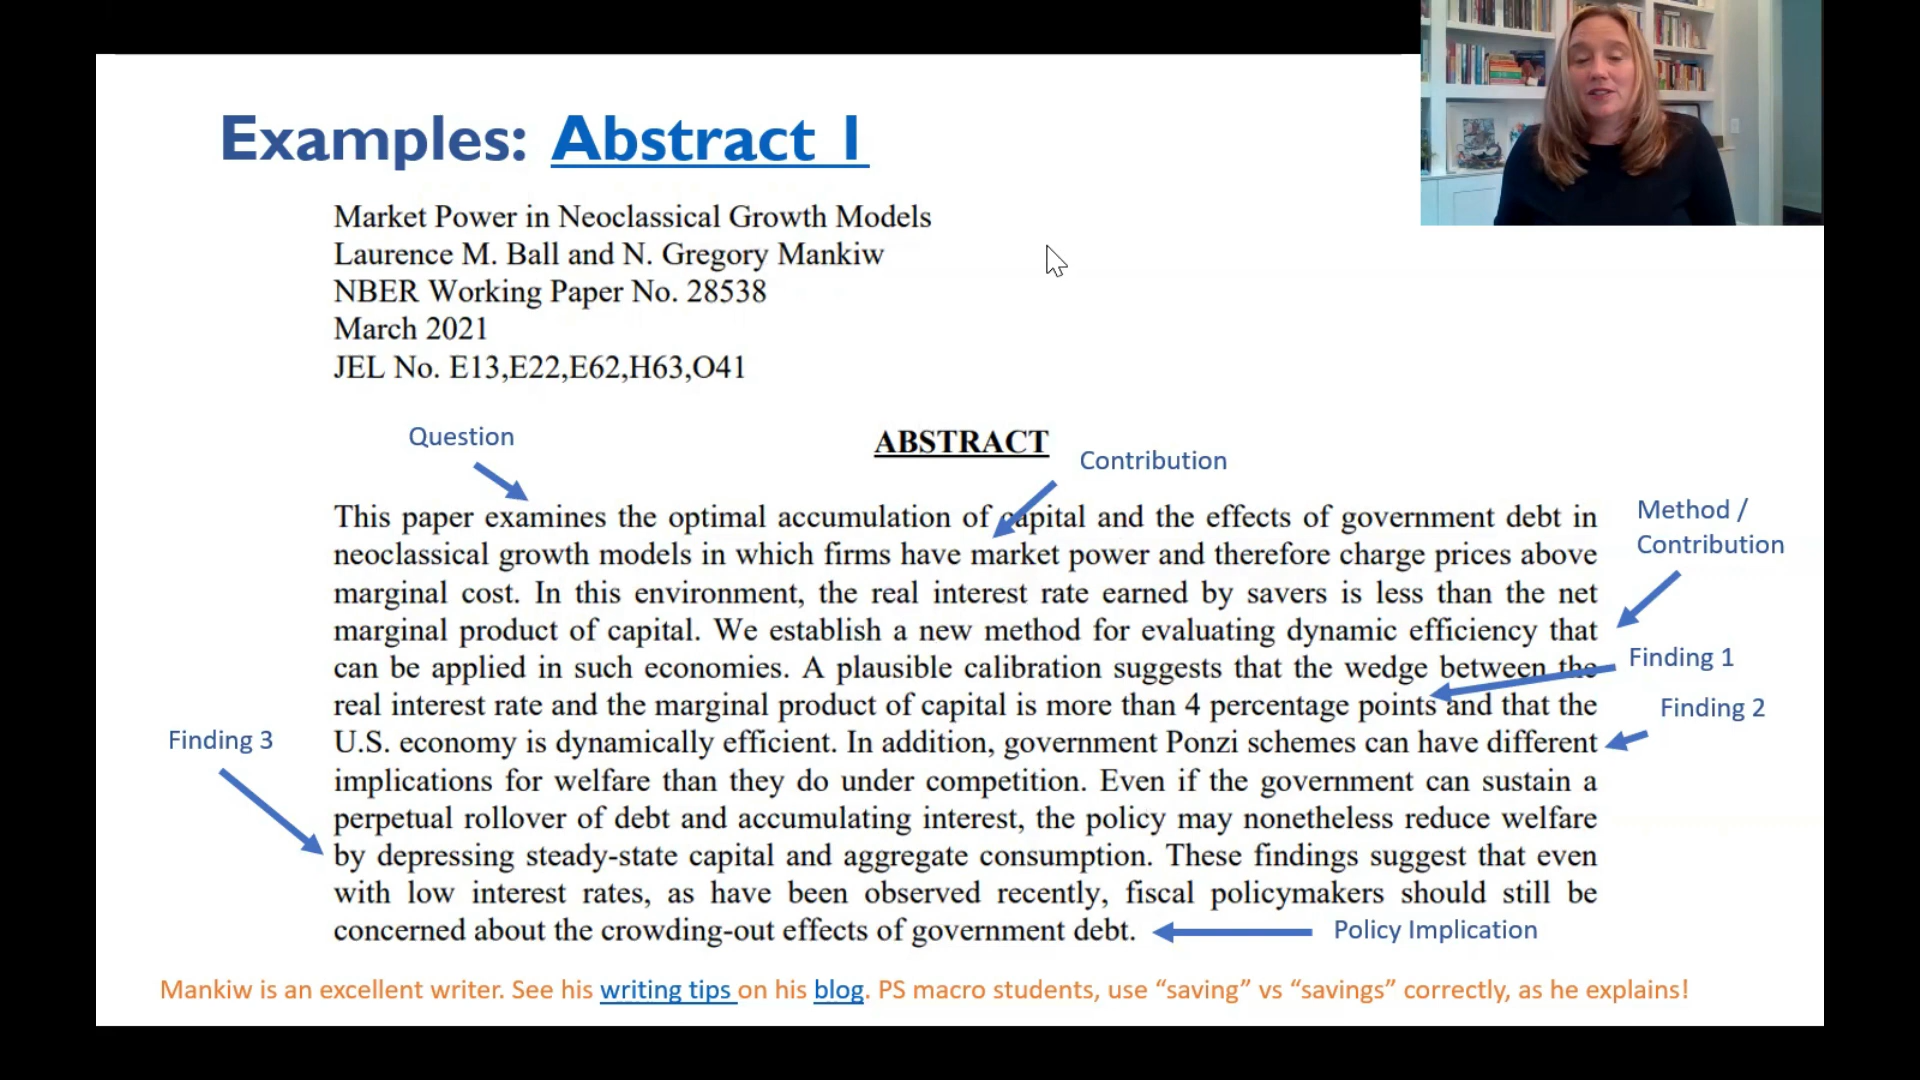 Examples: Abstract 1
Market Power in Neoclassical Growth Models
Laurence M. Ball and N. Gregory Mankiw
NBER Working Paper No. 28538
March 2021
JEL No. E13,E22,E62,H63,O41
Question
ABSTRACT
Contribution
This paper examines the optimal accumulation of capital and the effects of government debt in
neoclassical growth models in which firms have market power and therefore charge prices above
marginal cost. In this environment, the real interest rate earned by savers is less than the net
marginal product of capital. We establish a new method for evaluating dynamic efficiency that
can be applied in such economies. A plausible calibration suggests that the wedge between the
real interest rate and the marginal product of capital is more than 4 percentage points and that the
U.S. economy is dynamically efficient. In addition, government Ponzi schemes can have different
implications for welfare than they do under competition. Even if the government can sustain a
perpetual rollover of debt and accumulating interest, the policy may nonetheless reduce welfare
by depressing steady-state capital and aggregate consumption. These findings suggest that even
with low interest rates, as have been observed recently, fiscal policymakers should still be
concerned about the crowding-out effects of government debt.
Method /
Contribution
Finding 1
Finding 2
Finding 3
Policy Implication
Mankiw is an excellent writer. See his writing tips on his blog. PS macro students, use “saving” vs “savings” correctly, as he explains!